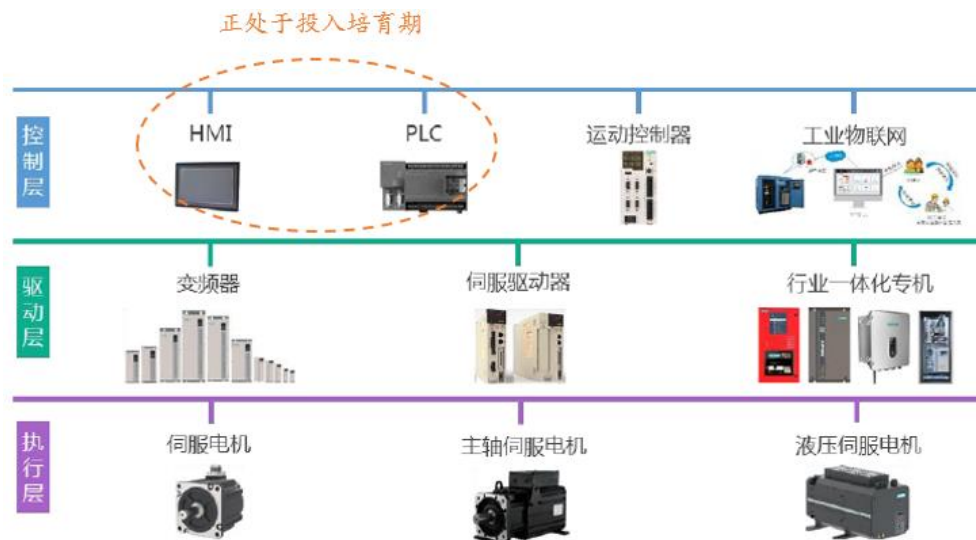 正处于投入培育期
控制层
HMI
PLC
运动控制器
工业物联网
驱动层
变频器
伺服驱动器
行业一体化专机
执行层
伺服电机
主轴伺服电机
液压伺服电机